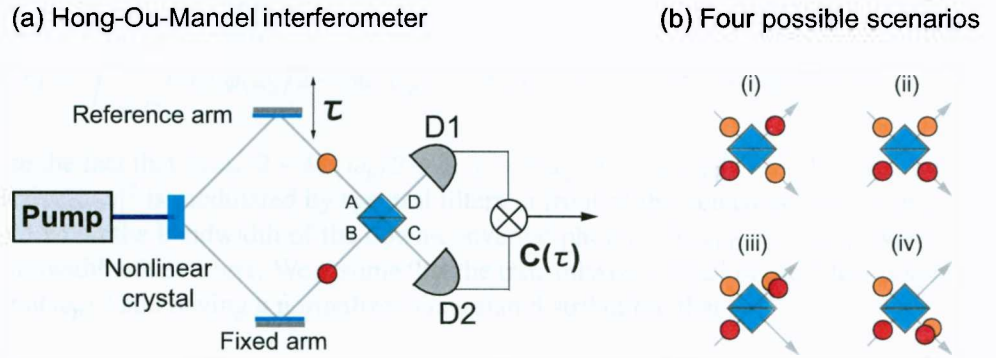 (a) Hong-Ou-Mandel interferometer
(b) Four possible scenarios
Reference arm
τ
D1
(i)
(ii)
A
D
Pump
B
C
C(τ)
Nonlinear
crystal
D2
(iii)
(iv)
Fixed arm